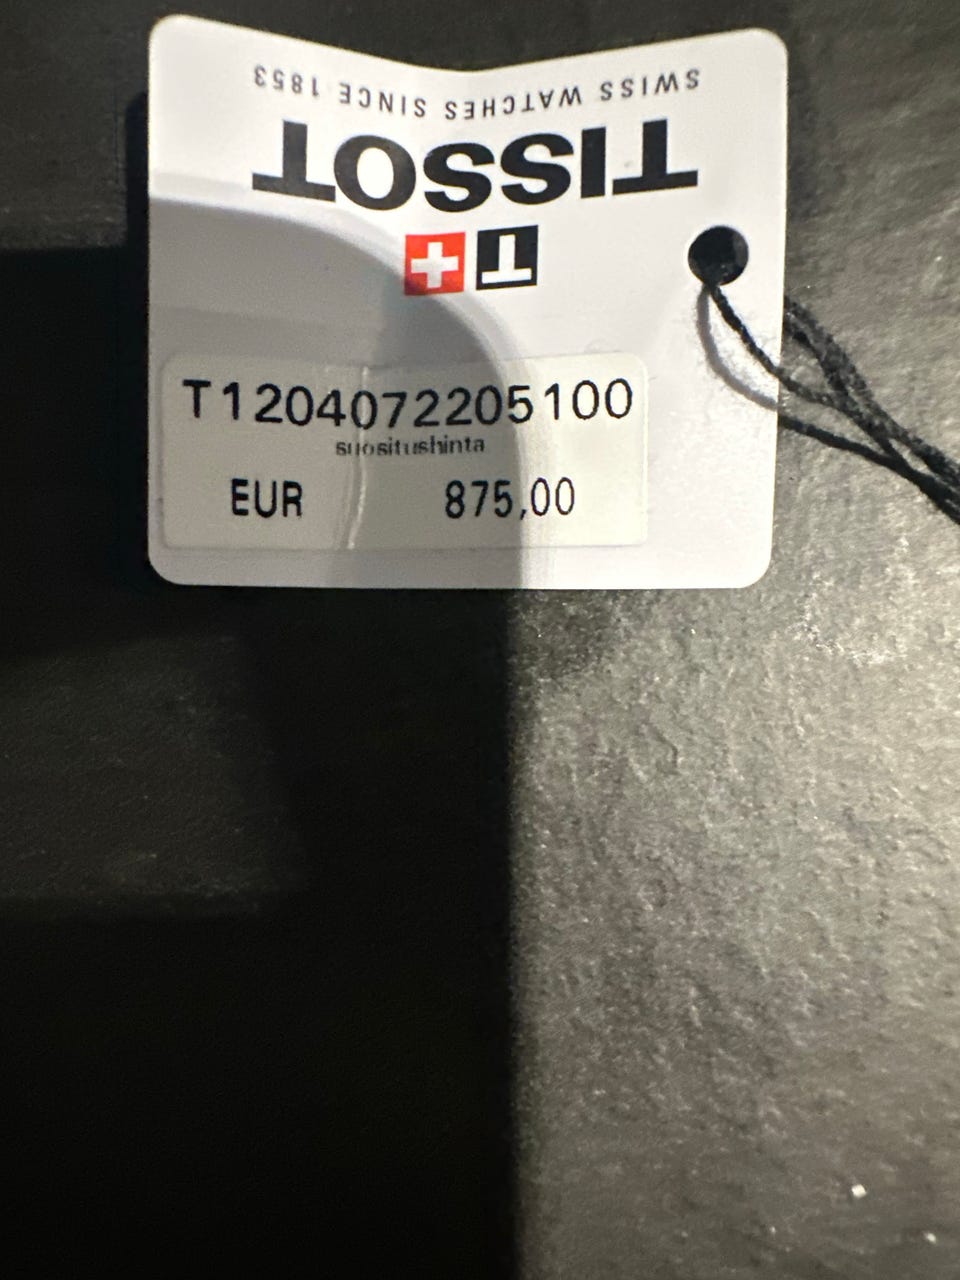 SWISS WATCHES SINCE 1853
TISSOT
T1204072205100
suositushinta
EUR 875,00